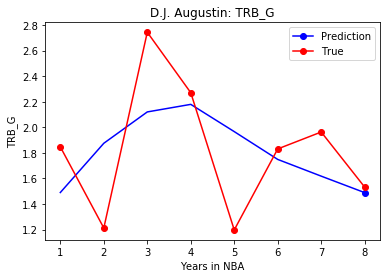 D.J. Augustin: TRB_G
Prediction
True
2.8
2.6
2.4
2.2
2.0
1.8
1.6
1.4
1.2
TRB_G
1 2 3 4 5 6 7 8
Years in NBA